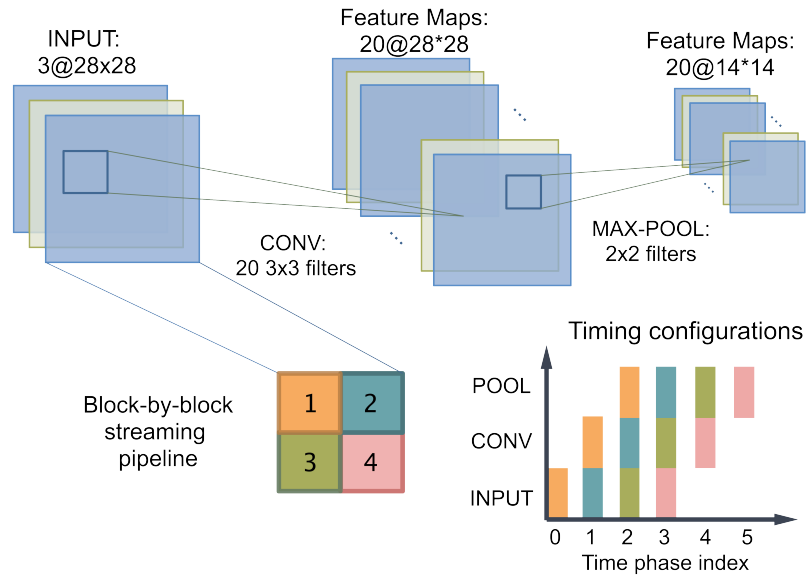 INPUT:
3@28x28
Feature Maps:
20@28*28
Feature Maps:
20@14*14
CONV:
20 3x3 filters
MAX-POOL:
2x2 filters
Block-by-block
streaming
pipeline
1
2
3
4
Timing configurations
POOL
CONV
INPUT
0 1 2 3 4 5
Time phase index